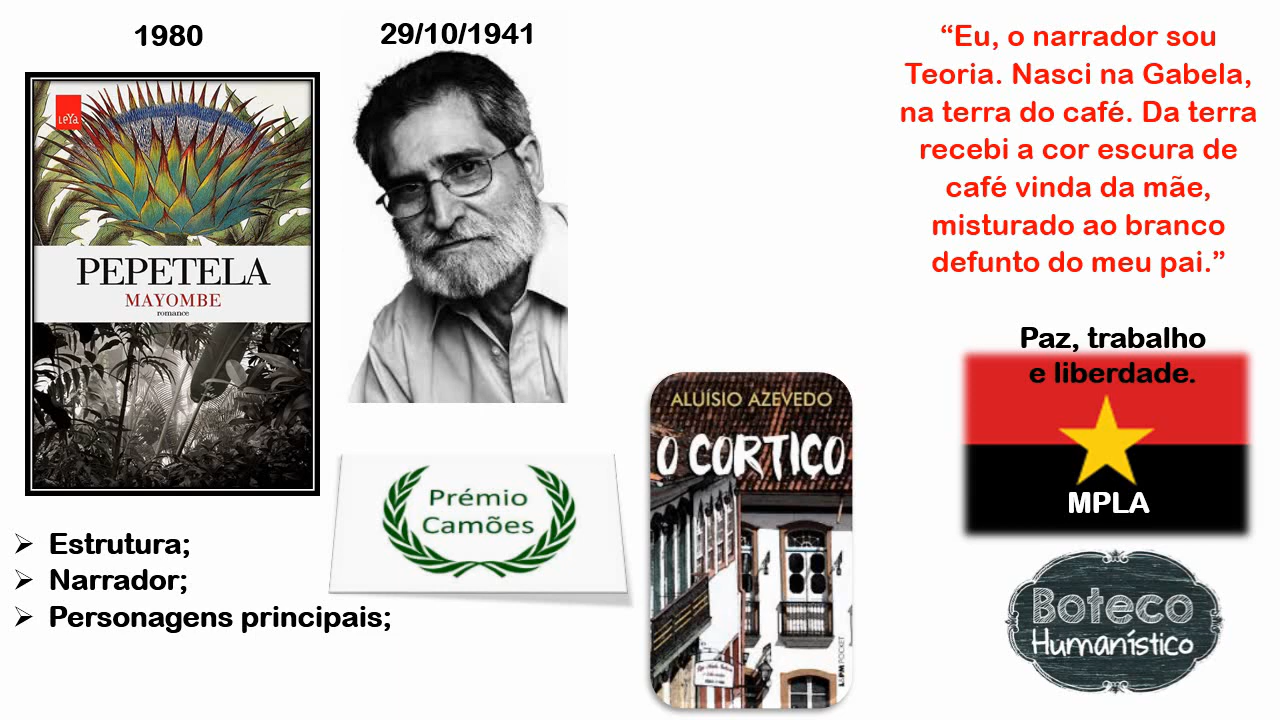 1980
LeYa
PEPETELA
MAYOMBE
romance
29/10/1941
“Eu, o narrador sou
Teoria. Nasci na Gabela,
na terra do café. Da terra
recebi a cor escura de
café vinda da mãe,
misturado ao branco
defunto do meu pai.”
Paz, trabalho
e liberdade.
MPLA
Prémio
Camões
ALUÍSIO AZEVEDO
O CORTIÇO
L&PM POCKET
➢ Estrutura;
➢ Narrador;
➢ Personagens principais;
Boteco
Humanístico